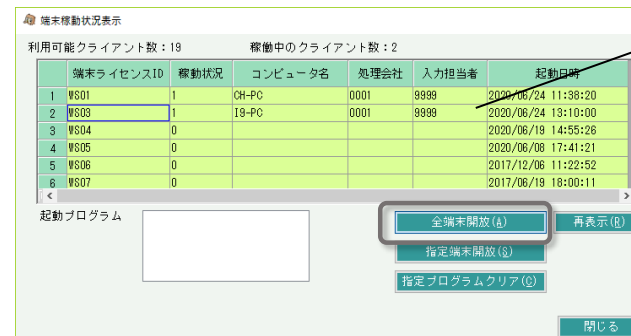 端末稼動状況表示
利用可能クライアント数：19 稼働中のクライアント数：2
端末ライセンスID 稼動状況 コンピュータ名 処理会社 入力担当者 起動日時
1 WS01 1 CH-PC 0001 9999 2020/06/24 11:38:20
2 WS03 1 I9-PC 0001 9999 2020/06/24 13:10:00
3 WS04 0 2020/06/19 14:55:26
4 WS05 0 2020/06/08 17:41:21
5 WS06 0 2017/12/06 11:22:52
6 WS07 0 2017/06/19 18:00:11
起動プログラム 全端末開放(A) 再表示(R)
指定端末開放(S)
指定プログラムクリア(C)
閉じる